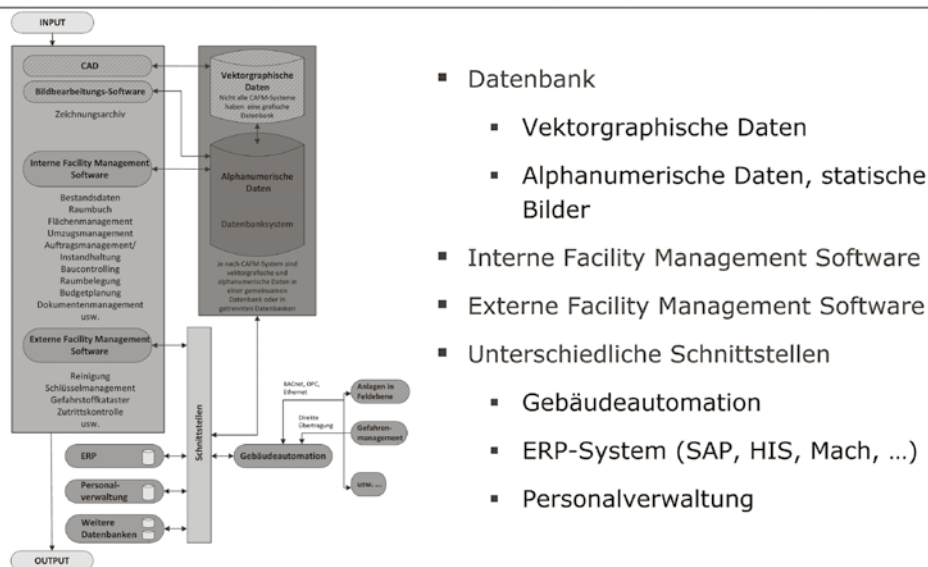 INPUT
CAD
Bildbearbeitungs-Software
Zeichnungsarchiv
Interne Facility Management
Software
Bestandsdaten
Raumbuch
Flächenmanagement
Umzugsmanagement
Auftragsmanagement/
Instandhaltung
Baucontrolling
Raumbelegung
Budgetplanung
Dokumentenmanagement
usw.
Externe Facility Management
Software
Reinigung
Schlüsselmanagement
Gefahrstoffkataster
Zutrittskontrolle
usw.
ERP
Personal-
verwaltung
Weitere
Datenbanken
OUTPUT
Vektorgraphische
Daten
Nicht alle CAFM-Systeme
haben eine grafische
Datenbank
Alphanumerische
Daten
Datenbanksystem
Je nach CAFM-System sind
vektorgrafische und
alphanumerische Daten in
einer gemeinsamen
Datenbank oder in
getrennten Datenbanken
Schnittstellen
BACnet, OPC,
Ethernet
Direkte
Übertragung
Gebäudeautomation
Anlagen in
Feldebene
Gefahren-
management
usw. ...
▪ Datenbank
▪ Vektorgraphische Daten
▪ Alphanumerische Daten, statische
Bilder
▪ Interne Facility Management Software
▪ Externe Facility Management Software
▪ Unterschiedliche Schnittstellen
▪ Gebäudeautomation
▪ ERP-System (SAP, HIS, Mach, …)
▪ Personalverwaltung